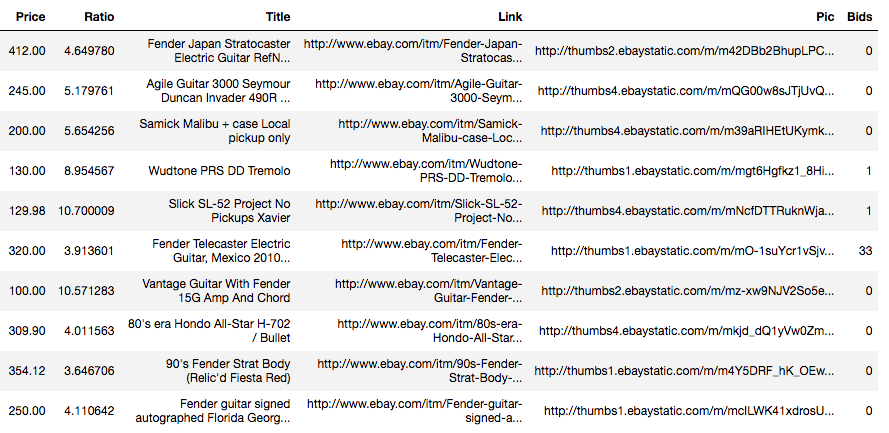 Price Ratio Title Link Pic Bids
412.00 4.649780 Fender Japan Stratocaster Electric Guitar RefN... http://www.ebay.com/itm/Fender-Japan-Stratocas... http://thumbs2.ebaystatic.com/m/m42DBb2BhupLPC... 0
245.00 5.179761 Agile Guitar 3000 Seymour Duncan Invader 490R ... http://www.ebay.com/itm/Agile-Guitar-3000-Seym... http://thumbs4.ebaystatic.com/m/mQG00w8sJTjUvQ... 0
200.00 5.654256 Samick Malibu + case Local pickup only http://www.ebay.com/itm/Samick-Malibu-case-Loc... http://thumbs4.ebaystatic.com/m/m39aRIHEtUKymk... 0
130.00 8.954567 Wudtone PRS DD Tremolo http://www.ebay.com/itm/Wudtone-PRS-DD-Tremolo... http://thumbs1.ebaystatic.com/m/mgt6Hgfkz1_8Hi... 1
129.98 10.700009 Slick SL-52 Project No Pickups Xavier http://www.ebay.com/itm/Slick-SL-52-Project-No... http://thumbs4.ebaystatic.com/m/mNcfDTTRuknWja... 1
320.00 3.913601 Fender Telecaster Electric Guitar, Mexico 2010... http://www.ebay.com/itm/Fender-Telecaster-Elec... http://thumbs1.ebaystatic.com/m/mO-1suYcr1vSjv... 33
100.00 10.571283 Vantage Guitar With Fender 15G Amp And Chord http://www.ebay.com/itm/Vantage-Guitar-Fender-... http://thumbs2.ebaystatic.com/m/mz-xw9NJV2So5e... 0
309.90 4.011563 80's era Hondo All-Star H-702 / Bullet http://www.ebay.com/itm/80s-era-Hondo-All-Star... http://thumbs4.ebaystatic.com/m/mkjd_dQ1yVw0Zm... 0
354.12 3.646706 90's Fender Strat Body (Relic'd Fiesta Red) http://www.ebay.com/itm/90s-Fender-Strat-Body-... http://thumbs1.ebaystatic.com/m/m4Y5DRF_hK_OEw... 0
250.00 4.110642 Fender guitar signed autographed Florida Georg... http://www.ebay.com/itm/Fender-guitar-signed-a... http://thumbs4.ebaystatic.com/m/mclLWK41xdrosU... 0